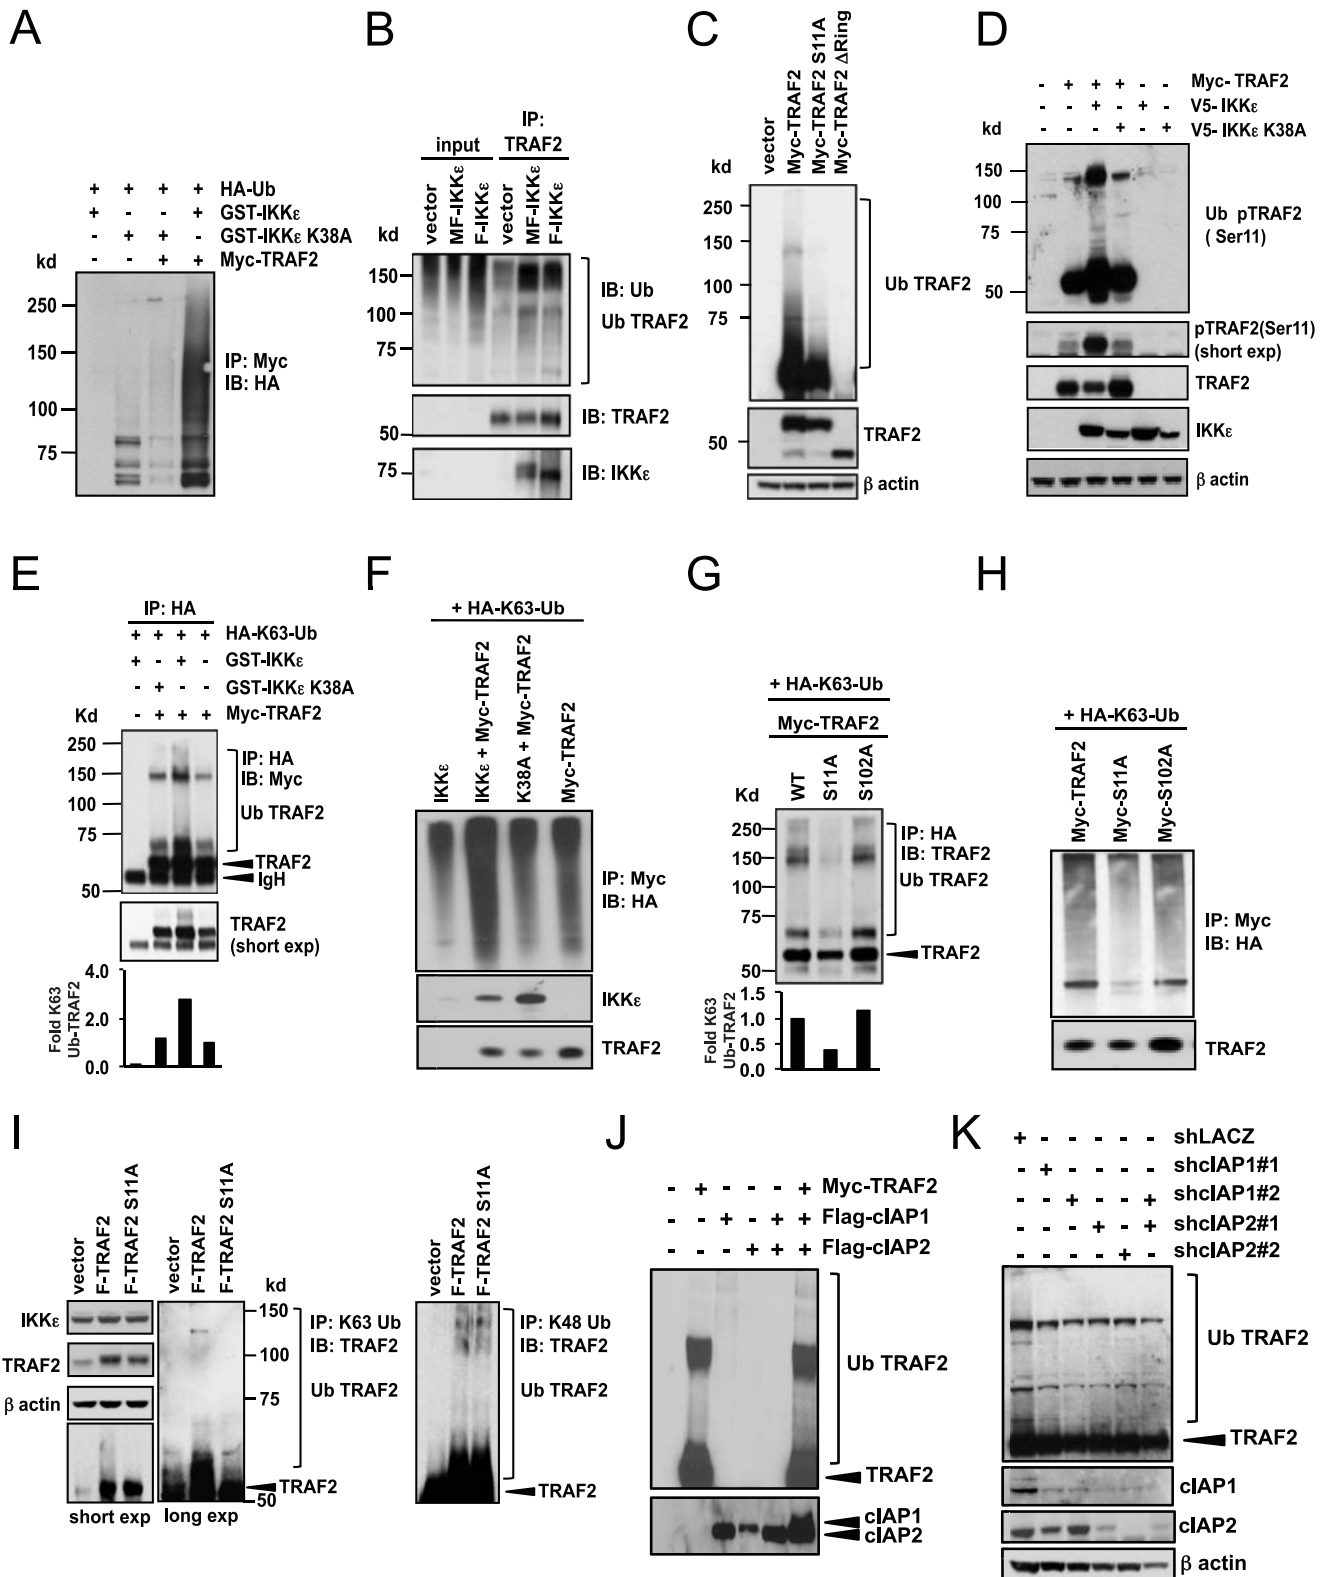 A
+ + + + HA-Ub
+ - - + GST-IKKε
- + + - GST-IKKε K38A
- - + + Myc-TRAF2
kd
250
150
100
75
IP: Myc
IB: HA
B
IP:
input TRAF2
vector
MF-IKKε
F-IKKε
vector
MF-IKKε
F-IKKε
kd
150
100
75
50
75
IB: Ub
Ub TRAF2
IB: TRAF2
IB: IKKε
C
vector
Myc-TRAF2
Myc-TRAF2 S11A
Myc-TRAF2 ΔRing
kd
250
150
100
75
50
Ub TRAF2
TRAF2
β actin
D
- + + + - - Myc-TRAF2
- - + - + - V5- IKKε
- - - + - + V5- IKKε K38A
kd
150
100
75
50
Ub pTRAF2
( Ser11)
pTRAF2(Ser11)
(short exp)
TRAF2
IKKε
β actin
E
IP: HA
+ + + + HA-K63-Ub
+ - + - GST-IKKε
- + - - GST-IKKε K38A
- + + + Myc-TRAF2
Kd
250
150
100
75
50
IP: HA
IB: Myc
Ub TRAF2
TRAF2
IgH
TRAF2
(short exp)
Fold K63
Ub-TRAF2
4.0
2.0
0.0
F
+ HA-K63-Ub
IKKε
IKKε + Myc-TRAF2
K38A + Myc-TRAF2
Myc-TRAF2
IP: Myc
IB: HA
IKKε
TRAF2
G
+ HA-K63-Ub
Myc-TRAF2
WT
S11A
S102A
Kd
250
150
100
75
50
IP: HA
IB: TRAF2
Ub TRAF2
TRAF2
Fold K63
Ub-TRAF2
1.5
1.0
0.5
0.0
H
+ HA-K63-Ub
Myc-TRAF2
Myc-S11A
Myc-S102A
IP: Myc
IB: HA
TRAF2
I
vector
F-TRAF2
F-TRAF2 S11A
vector
F-TRAF2
F-TRAF2 S11A
kd
IKKε
TRAF2
β actin
150
100
75
50
IP: K63 Ub
IB: TRAF2
Ub TRAF2
TRAF2
short exp long exp
vector
F-TRAF2
F-TRAF2 S11A
IP: K48 Ub
IB: TRAF2
Ub TRAF2
TRAF2
J
- + - - - + Myc-TRAF2
- - + - + + Flag-cIAP1
- - - + + + Flag-cIAP2
Ub TRAF2
TRAF2
cIAP1
cIAP2
K
+ - - - - - shLACZ
- + - - - - shcIAP1#1
- - + - - + shcIAP1#2
- - - + - + shcIAP2#1
- - - - + - shcIAP2#2
Ub TRAF2
TRAF2
cIAP1
cIAP2
β actin